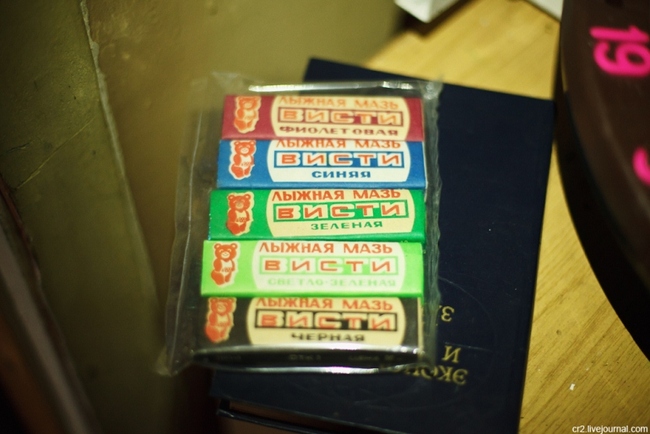 19
ЛЫЖНАЯ МАЗЬ
ВИСТИ
ФИОЛЕТОВАЯ
ЛЫЖНАЯ МАЗЬ
ВИСТИ
СИНЯЯ
ЛЫЖНАЯ МАЗЬ
ВИСТИ
ЗЕЛЕНАЯ
ЛЫЖНАЯ МАЗЬ
ВИСТИ
СВЕТЛО-ЗЕЛЕНАЯ
ЛЫЖНАЯ МАЗЬ
ВИСТИ
ЧЕРНАЯ
И
cr2.livejournal.com